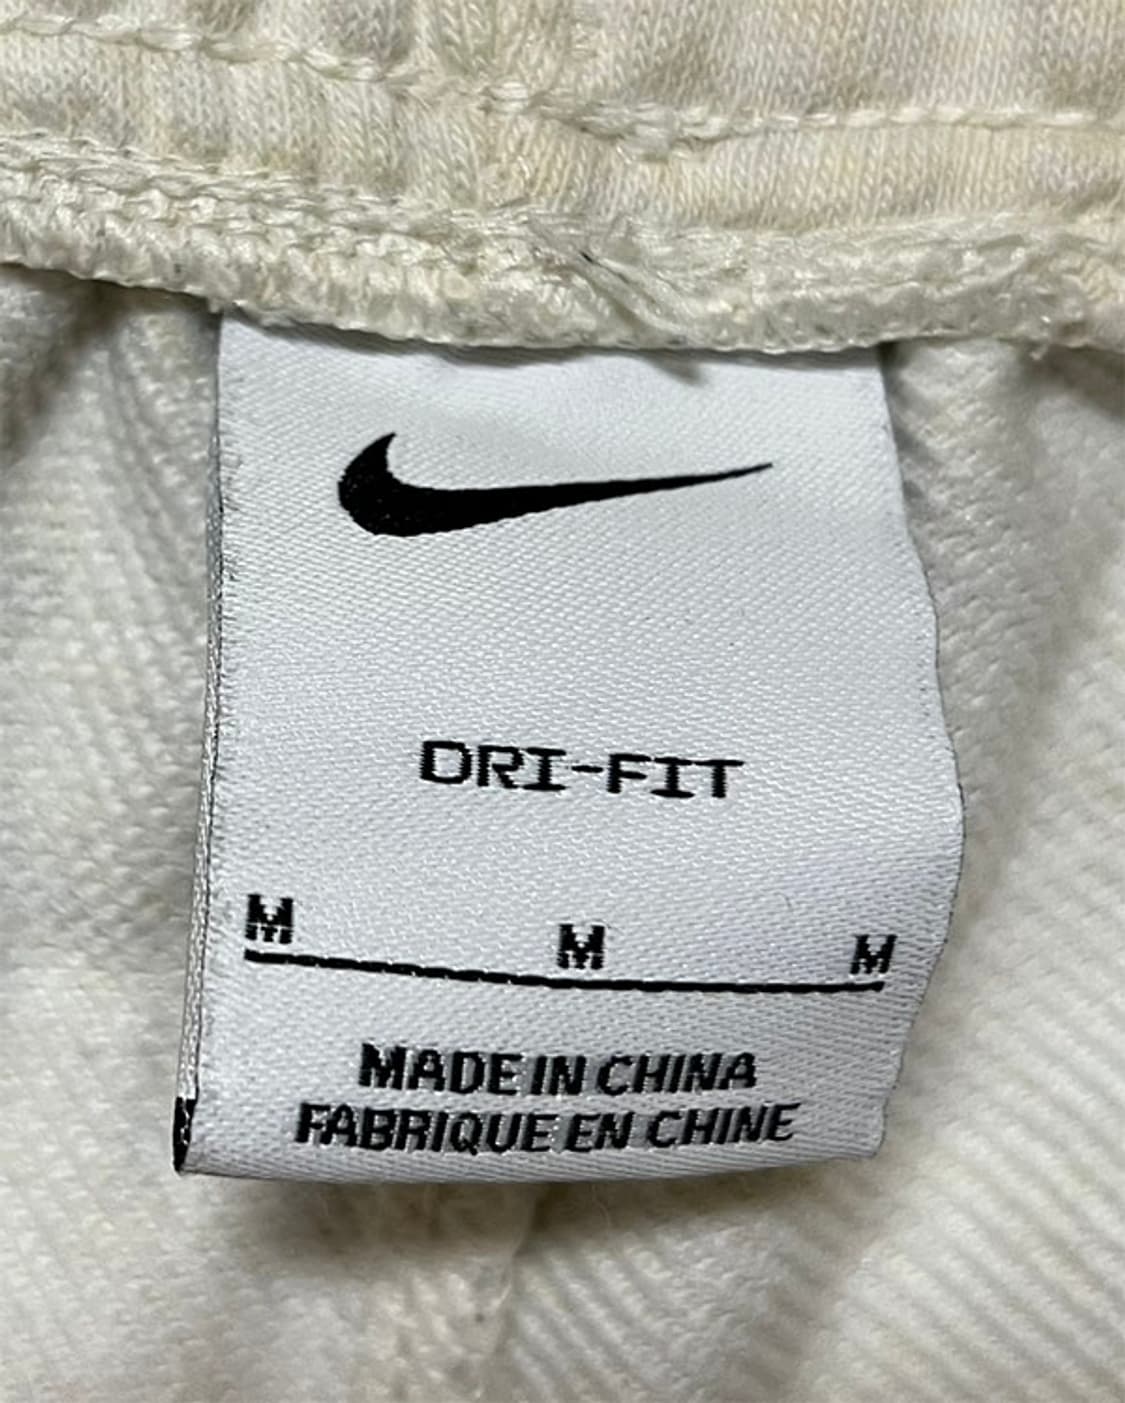 DRI-FIT
M M M
MADE IN CHINA
FABRIQUE EN CHINE